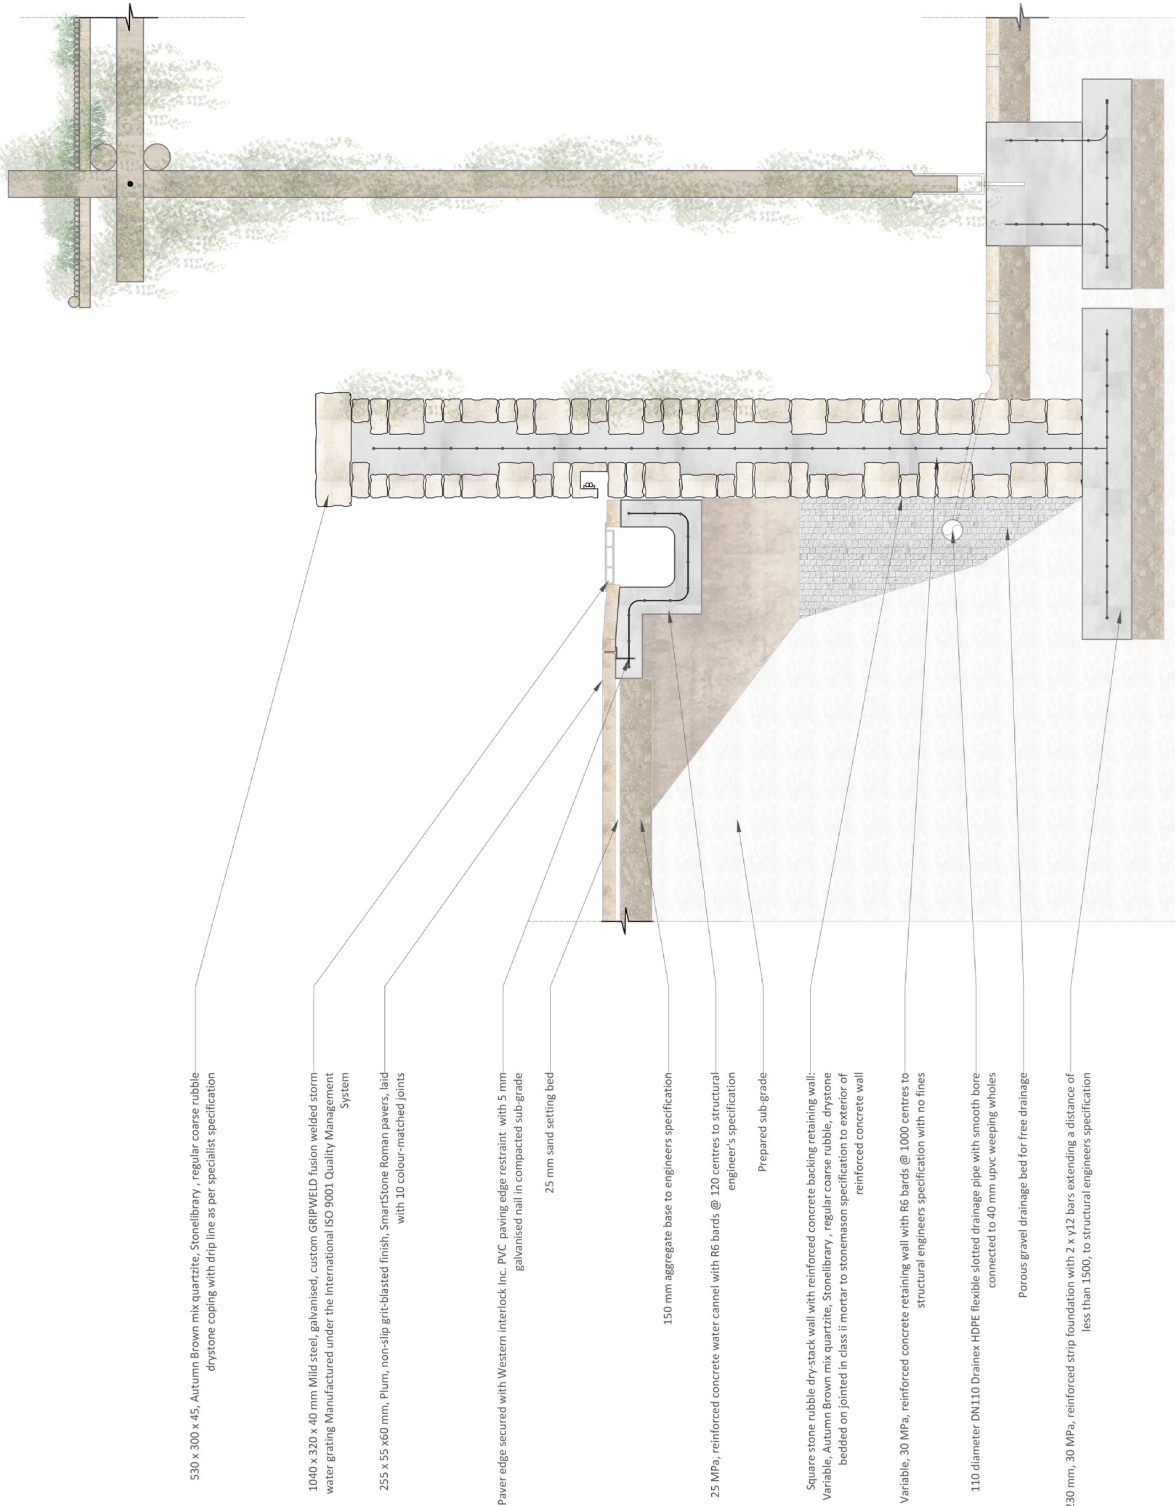 530 x 300 x 45, Autumn Brown mix quartzite, Stonelibrary , regular coarse rubble
drystone coping with drip line as per specialist specification
1040 x 320 x 40 mm Mild steel, galvanised, custom GRIPWELD fusion welded storm
water grating Manufactured under the International ISO 9001 Quality Management
System
255 x 55 x60 mm, Plum, non-slip grit-blasted finish, SmartStone Roman pavers, laid
with 10 colour-matched joints
Paver edge secured with Western interlock Inc. PVC paving edge restraint with 5 mm
galvanised nail in compacted sub-grade
25 mm sand setting bed
150 mm aggregate base to engineers specification
25 MPa, reinforced concrete water cannel with R6 bards @ 120 centres to structural
engineer's specification
Prepared sub-grade
Square stone rubble dry-stack wall with reinforced concrete backing retaining wall:
Variable, Autumn Brown mix quartzite, Stonelibrary , regular coarse rubble, drystone
bedded on jointed in class ii mortar to stonemason specification to exterior of
reinforced concrete wall
Variable, 30 MPa, reinforced concrete retaining wall with R6 bards @ 1000 centres to
structural engineers specification with no fines
110 diameter DN110 Drainex HDPE flexible slotted drainage pipe with smooth bore
connected to 40 mm upvc weeping wholes
Porous gravel drainage bed for free drainage
230 mm, 30 MPa, reinforced strip foundation with 2 x y12 bars extending a distance of
less than 1500, to structural engineers specification